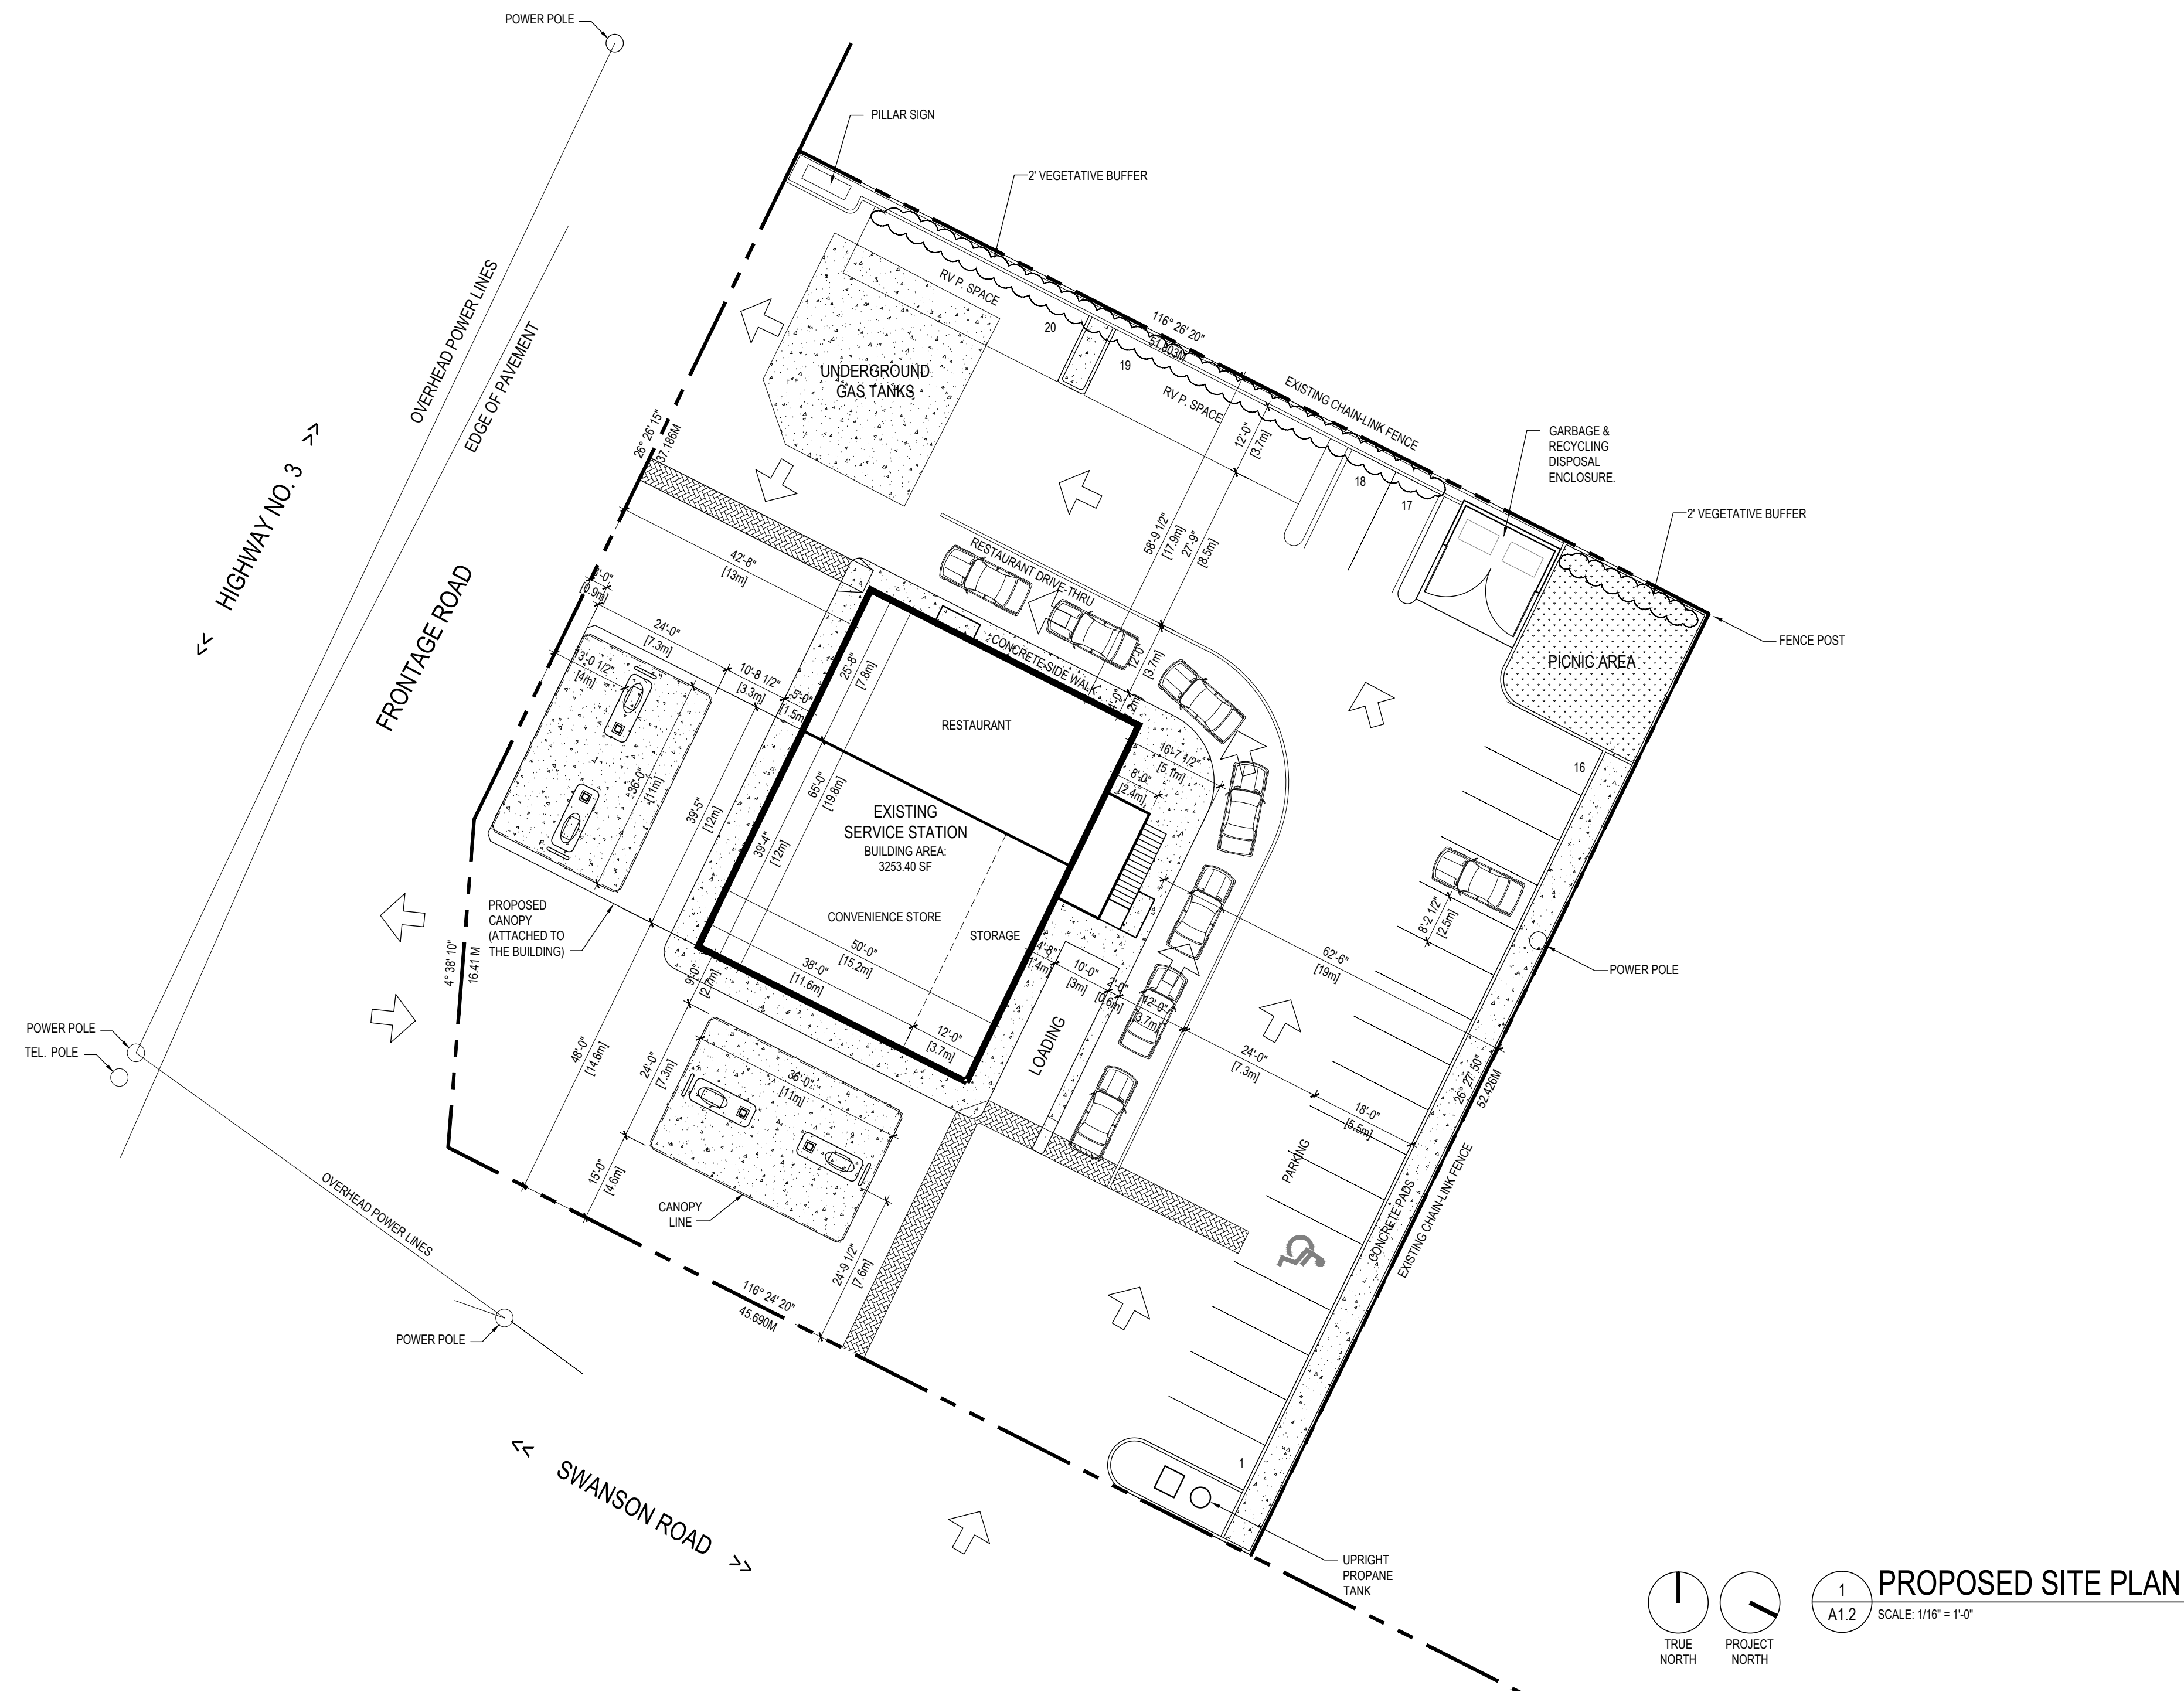 POWER POLE
PILLAR SIGN
2' VEGETATIVE BUFFER
OVERHEAD POWER LINES
EDGE OF PAVEMENT
<< HIGHWAY NO. 3 >>
FRONTAGE ROAD
RV P. SPACE
20
UNDERGROUND
GAS TANKS
116° 26' 20"
51.803M
19
RV P. SPACE
EXISTING CHAIN-LINK FENCE
26° 26' 15"
37.186M
12'-0"
[3.7m]
18
17
GARBAGE &
RECYCLING
DISPOSAL
ENCLOSURE.
2' VEGETATIVE BUFFER
FENCE POST
PICNIC AREA
58'-9 1/2"
[17.9m]
27'-9"
[8.5m]
RESTAURANT DRIVE-THRU
CONCRETE SIDE WALK
42'-8"
[13m]
[0.9m]
24'-0"
[7.3m]
13'-0 1/2"
[4m]
10'-8 1/2"
[3.3m]
5'-0"
[1.5m]
25'-8"
[7.8m]
12'-0"
[3.7m]
RESTAURANT
16'-7 1/2"
[5.1m]
8'-0"
[2.4m]
36'-0"
[11m]
39'-5"
[12m]
65'-0"
[19.8m]
39'-4"
[12m]
EXISTING
SERVICE STATION
BUILDING AREA:
3253.40 SF
CONVENIENCE STORE
STORAGE
50'-0"
[15.2m]
38'-0"
[11.6m]
12'-0"
[3.7m]
16
8'-2 1/2"
[2.5m]
POWER POLE
62'-6"
[19m]
PROPOSED
CANOPY
(ATTACHED TO
THE BUILDING)
4° 38' 10"
16.41 M
9'-0"
[2.7m]
4'-8"
[1.4m]
10'-0"
[3m]
2'-0"
[0.6m]
12'-0"
[3.7m]
LOADING
24'-0"
[7.3m]
18'-0"
[5.5m]
26° 27' 50"
52.426M
PARKING
CONCRETE PADS
EXISTING CHAIN-LINK FENCE
POWER POLE
TEL. POLE
48'-0"
[14.6m]
24'-0"
[7.3m]
36'-0"
[11m]
15'-0"
[4.6m]
CANOPY
LINE
24'-9 1/2"
[7.6m]
OVERHEAD POWER LINES
116° 24' 20"
45.690M
POWER POLE
<< SWANSON ROAD >>
1
UPRIGHT
PROPANE
TANK
TRUE
NORTH
PROJECT
NORTH
1
A1.2
PROPOSED SITE PLAN
SCALE: 1/16" = 1'-0"